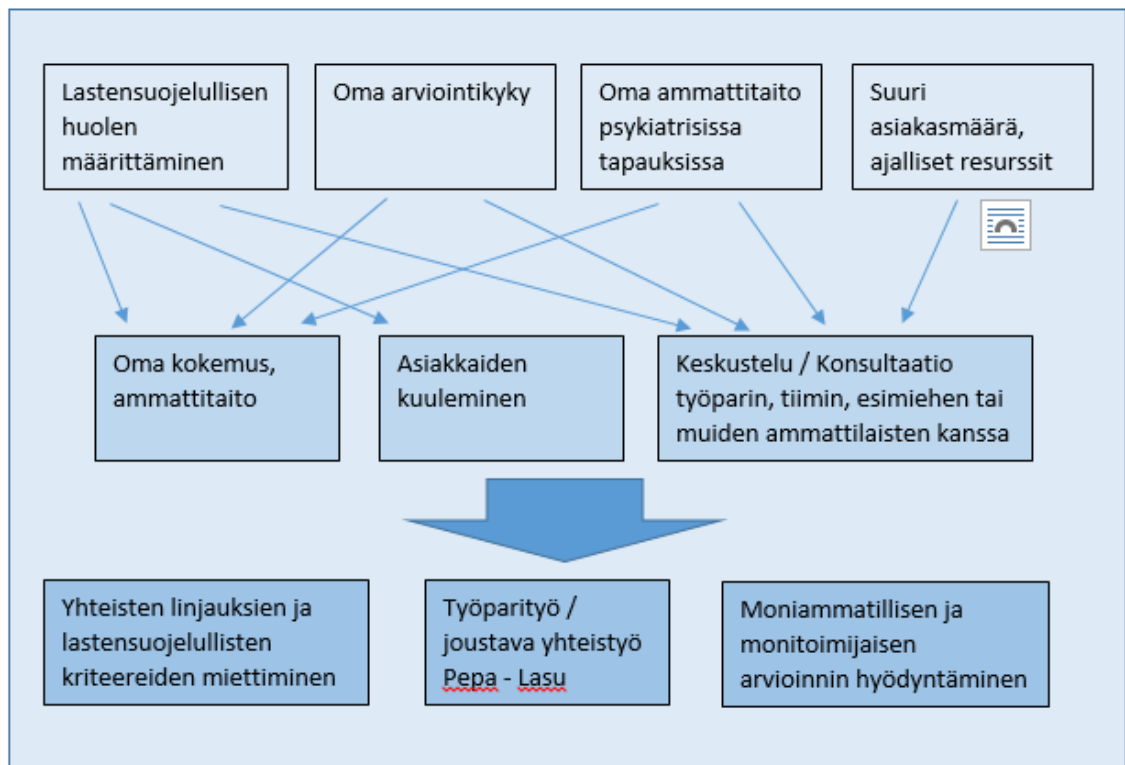 Lastensuojelullisen
huolen
määrittäminen
Oma arviointikyky
Oma ammattitaito
psykiatrisissa
tapauksissa
Suuri
asiakasmäärä,
ajalliset resurssit
Oma kokemus,
ammattitaito
Asiakkaiden
kuuleminen
Keskustelu / Konsultaatio
työparin, tiimin, esimiehen tai
muiden ammattilaisten kanssa
Yhteisten linjauksien ja
lastensuojelullisten
kriteereiden miettiminen
Työparityö /
joustava yhteistyö
Pepa - Lasu
Moniammatillisen ja
monitoimijaisen
arvioinnin hyödyntäminen